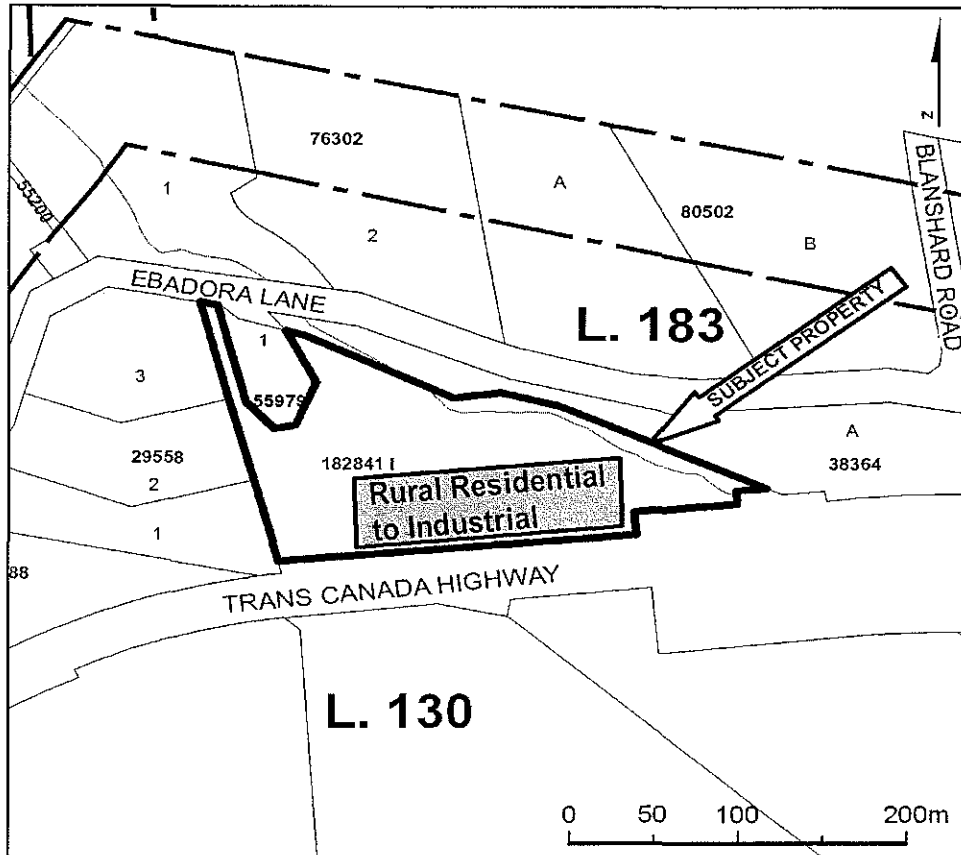 76302
1
A
Z
BLANSHARD ROAD
55200
80502
2
B
EBADORA LANE
L. 183
SUBJECT PROPERTY
1
3
55979
A
29558
182841 I
38364
2
Rural Residential
to Industrial
1
88
TRANS CANADA HIGHWAY
L. 130
0 50 100 200m